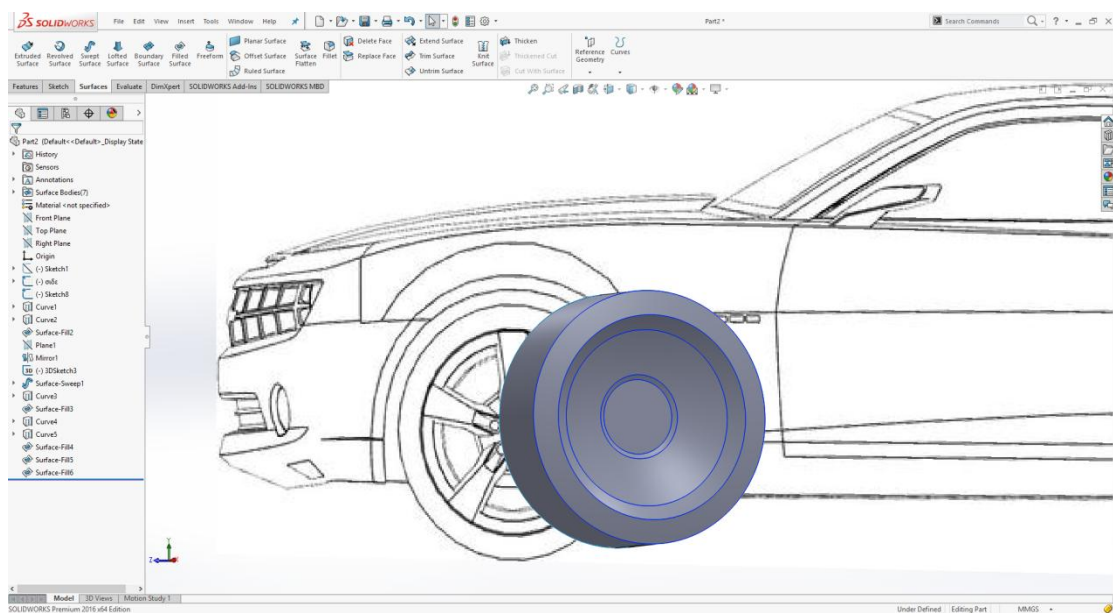 SOLIDWORKS File Edit View Insert Tools Window Help Part2 * Search Commands
Extruded Surface
Revolved Surface
Swept Surface
Lofted Surface
Boundary Surface
Filled Surface
Freeform
Planar Surface
Offset Surface
Ruled Surface
Surface Flatten
Fillet
Delete Face
Replace Face
Extend Surface
Trim Surface
Untrim Surface
Knit Surface
Thicken
Thickened Cut
Cut With Surface
Reference Geometry
Curves
Features Sketch Surfaces Evaluate DimXpert SOLIDWORKS Add-Ins SOLIDWORKS MBD
Part2 (Default<<Default>_Display State
History
Sensors
Annotations
Surface Bodies(7)
Material <not specified>
Front Plane
Top Plane
Right Plane
Origin
(-) Sketch1
(-)
(-) Sketch8
Curve1
Curve2
Surface-Fill2
Plane1
Mirror1
3D (-) 3DSketch3
Surface-Sweep1
Curve3
Surface-Fill3
Curve4
Curve5
Surface-Fill4
Surface-Fill5
Surface-Fill6
Y
Z
Model 3D Views Motion Study 1
SOLIDWORKS Premium 2016 x64 Edition Under Defined Editing Part MMGS